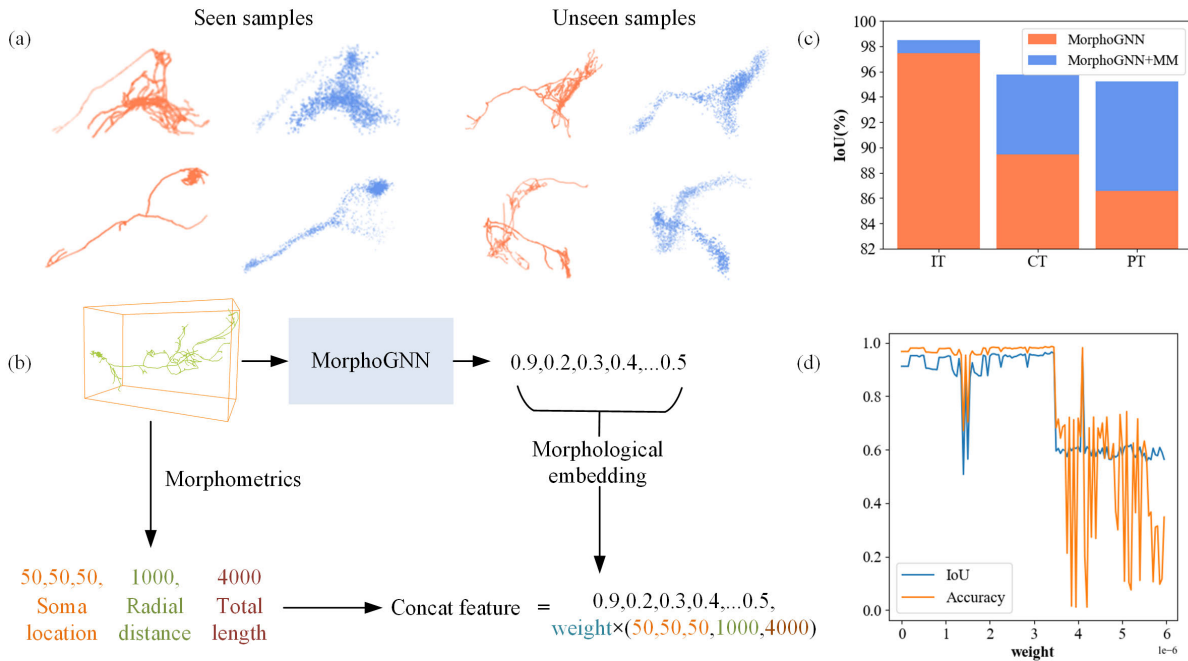 Seen samples
Unseen samples
(a)
(c)
98
98
96
94
92
90
88
86
84
82
IoU(%)
MorphoGNN
MorphoGNN+MM
IT
CT
PT
(b)
MorphoGNN
0.9,0.2,0.3,0.4,...0.5
Morphological
embedding
Morphometrics
50,50,50,
Soma
location
1000,
Radial
distance
4000
Total
length
Concat feature
=
0.9,0.2,0.3,0.4,...0.5,
weight×(50,50,50,1000,4000)
(d)
1.0
0.8
0.6
0.4
0.2
0.0
IoU
Accuracy
0
1
2
3
4
5
6
1e−6
weight